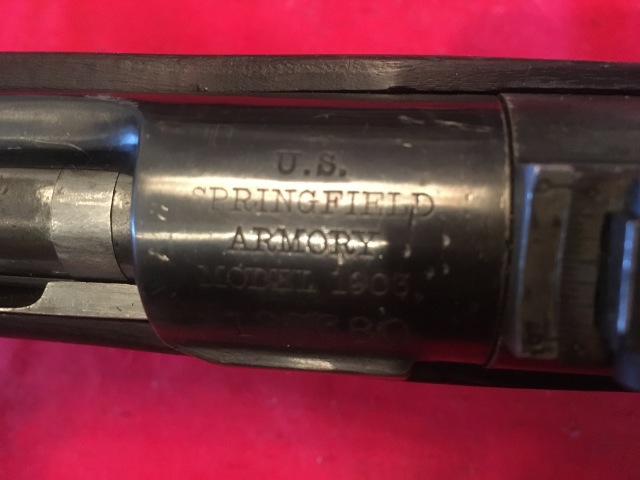 U.S.
SPRINGFIELD
ARMORY.
MODEL 1903.